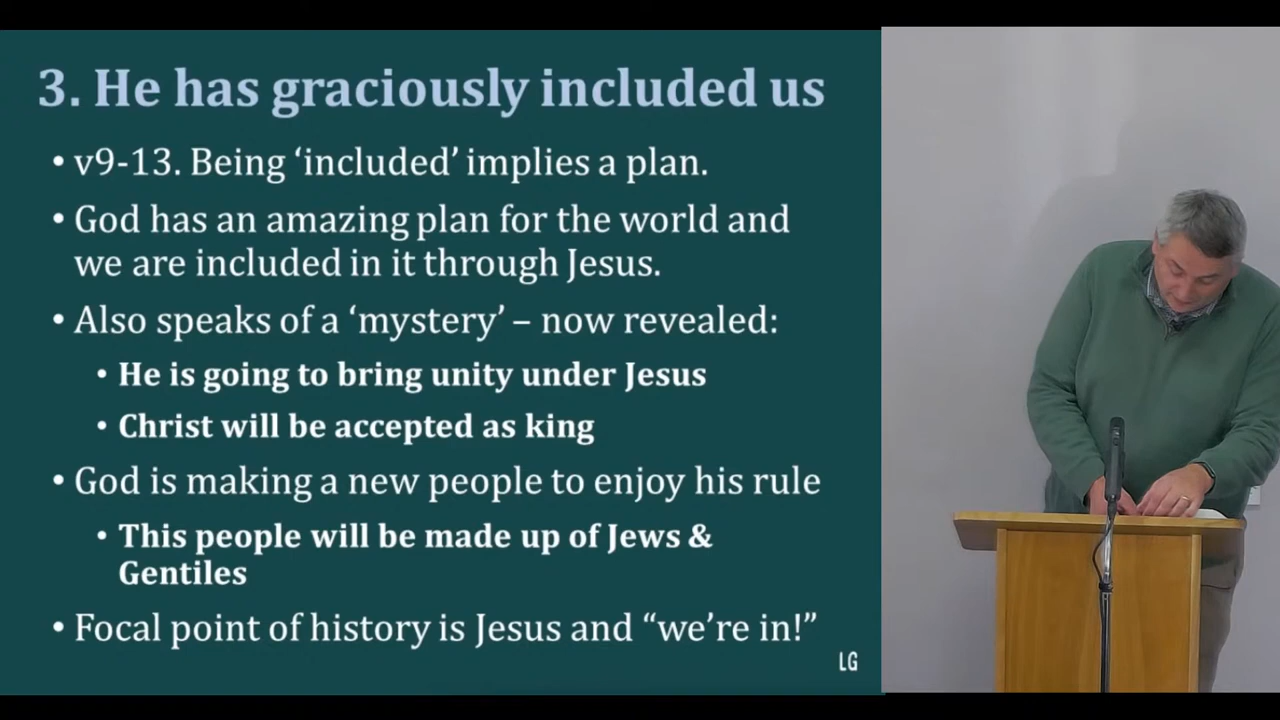 3. He has graciously included us
• v9-13. Being ‘included’ implies a plan.
• God has an amazing plan for the world and
we are included in it through Jesus.
• Also speaks of a ‘mystery’ – now revealed:
• He is going to bring unity under Jesus
• Christ will be accepted as king
• God is making a new people to enjoy his rule
• This people will be made up of Jews &
Gentiles
• Focal point of history is Jesus and “we’re in!”
LG